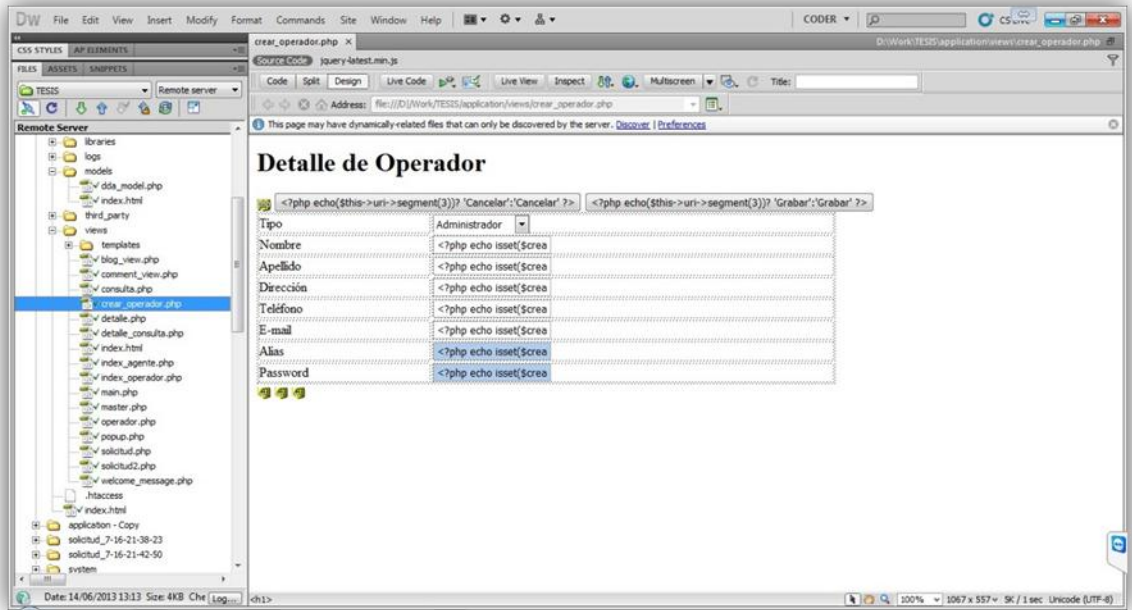 DW File Edit View Insert Modify Format Commands Site Window Help CODER
CSS STYLES AP ELEMENTS
FILES ASSETS SNIPPETS
TESIS Remote server
Remote Server
libraries
logs
models
dda_model.php
index.html
third_party
views
templates
blog_view.php
comment_view.php
consulta.php
crear_operador.php
detalle.php
detalle_consulta.php
index.html
index_agente.php
index_operador.php
main.php
master.php
operador.php
popup.php
solicitud.php
solicitud2.php
welcome_message.php
.htaccess
index.html
application - Copy
solicitud_7-16-21-38-23
solicitud_7-16-21-42-50
system
Date: 14/06/2013 13:13 Size: 4KB Che Log...
crear_operador.php × D:\Work\TESIS\application\views\crear_operador.php
Source Code jquery-latest.min.js
Code Split Design Live Code Live View Inspect Multiscreen Title:
Address: file:///D|/Work/TESIS/application/views/crear_operador.php
This page may have dynamically-related files that can only be discovered by the server. Discover | Preferences
Detalle de Operador
<?php echo($this->uri->segment(3))? 'Cancelar':'Cancelar' ?> <?php echo($this->uri->segment(3))? 'Grabar':'Grabar' ?>
Tipo Administrador
Nombre <?php echo isset($crea
Apellido <?php echo isset($crea
Dirección <?php echo isset($crea
Teléfono <?php echo isset($crea
E-mail <?php echo isset($crea
Alias <?php echo isset($crea
Password <?php echo isset($crea
<h1> 100% 1067 x 557 5K / 1 sec Unicode (UTF-8)